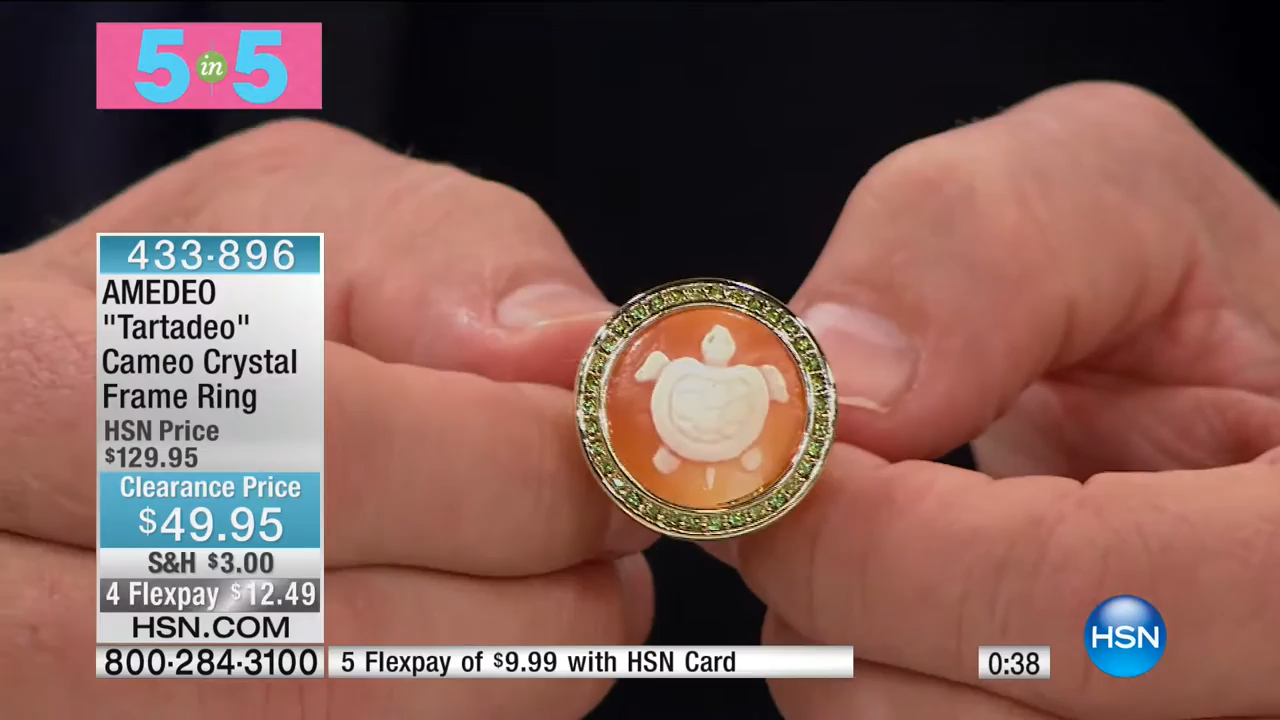 5 in 5
433-896
AMEDEO
"Tartadeo"
Cameo Crystal
Frame Ring
HSN Price
$129.95
Clearance Price
$49.95
S&H $3.00
4 Flexpay $12.49
HSN.COM
800-284-3100
5 Flexpay of $9.99 with HSN Card
0:38
HSN